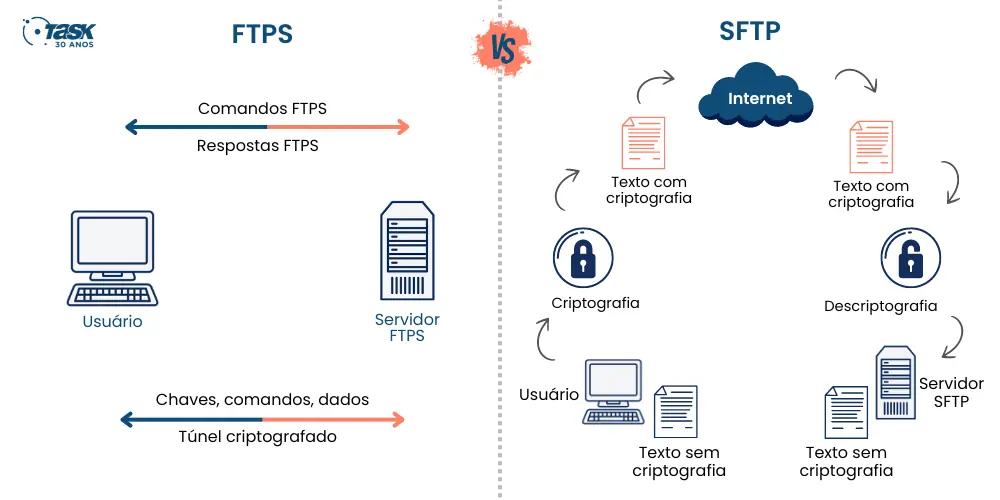 TASK
30 ANOS
FTPS
VS
SFTP
Comandos FTPS
Respostas FTPS
Usuário
Servidor
FTPS
Chaves, comandos, dados
Túnel criptografado
Internet
Texto com
criptografia
Texto com
criptografia
Criptografia
Descriptografia
Usuário
Servidor
SFTP
Texto sem
criptografia
Texto sem
criptografia